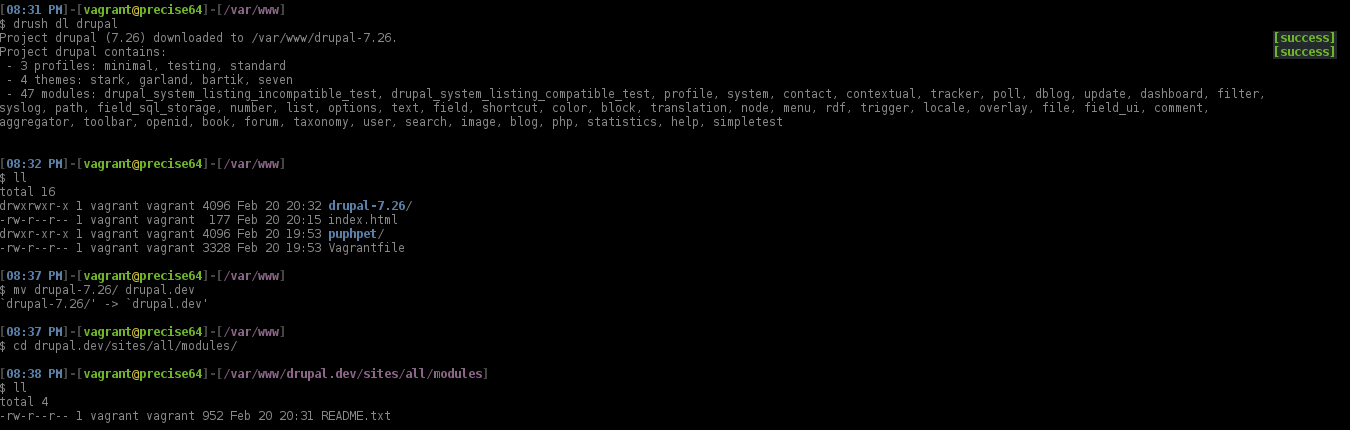 [08:31 PM]-[vagrant@precise64]-[/var/www]
$ drush dl drupal
Project drupal (7.26) downloaded to /var/www/drupal-7.26. [success]
Project drupal contains: [success]
 - 3 profiles: minimal, testing, standard
 - 4 themes: stark, garland, bartik, seven
 - 47 modules: drupal_system_listing_incompatible_test, drupal_system_listing_compatible_test, profile, system, contact, contextual, tracker, poll, dblog, update, dashboard, filter,
syslog, path, field_sql_storage, number, list, options, text, field, shortcut, color, block, translation, node, menu, rdf, trigger, locale, overlay, file, field_ui, comment,
aggregator, toolbar, openid, book, forum, taxonomy, user, search, image, blog, php, statistics, help, simpletest
[08:32 PM]-[vagrant@precise64]-[/var/www]
$ ll
total 16
drwxrwxr-x 1 vagrant vagrant 4096 Feb 20 20:32 drupal-7.26/
-rw-r--r-- 1 vagrant vagrant  177 Feb 20 20:15 index.html
drwxr-xr-x 1 vagrant vagrant 4096 Feb 20 19:53 puphpet/
-rw-r--r-- 1 vagrant vagrant 3328 Feb 20 19:53 Vagrantfile
[08:37 PM]-[vagrant@precise64]-[/var/www]
$ mv drupal-7.26/ drupal.dev
`drupal-7.26/' -> `drupal.dev'
[08:37 PM]-[vagrant@precise64]-[/var/www]
$ cd drupal.dev/sites/all/modules/
[08:38 PM]-[vagrant@precise64]-[/var/www/drupal.dev/sites/all/modules]
$ ll
total 4
-rw-r--r-- 1 vagrant vagrant 952 Feb 20 20:31 README.txt